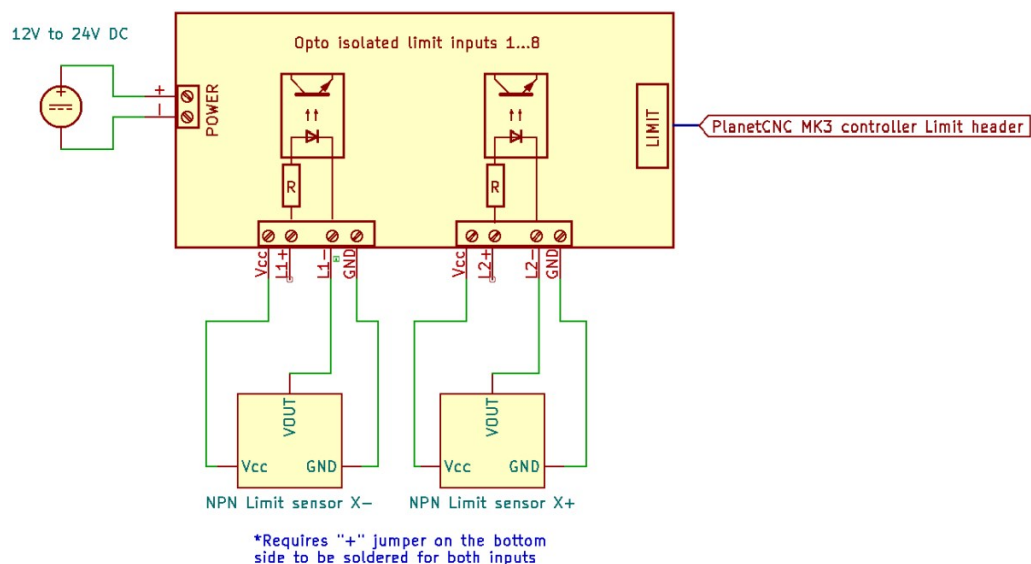 12V to 24V DC
Opto isolated limit inputs 1...8
+
-
POWER
LIMIT
PlanetCNC MK3 controller Limit header
R
R
Vcc
L1+
L1-
GND
Vcc
L2+
L2-
GND
VOUT
Vcc
GND
VOUT
Vcc
GND
NPN Limit sensor X-
NPN Limit sensor X+
*Requires "+" jumper on the bottom
side to be soldered for both inputs